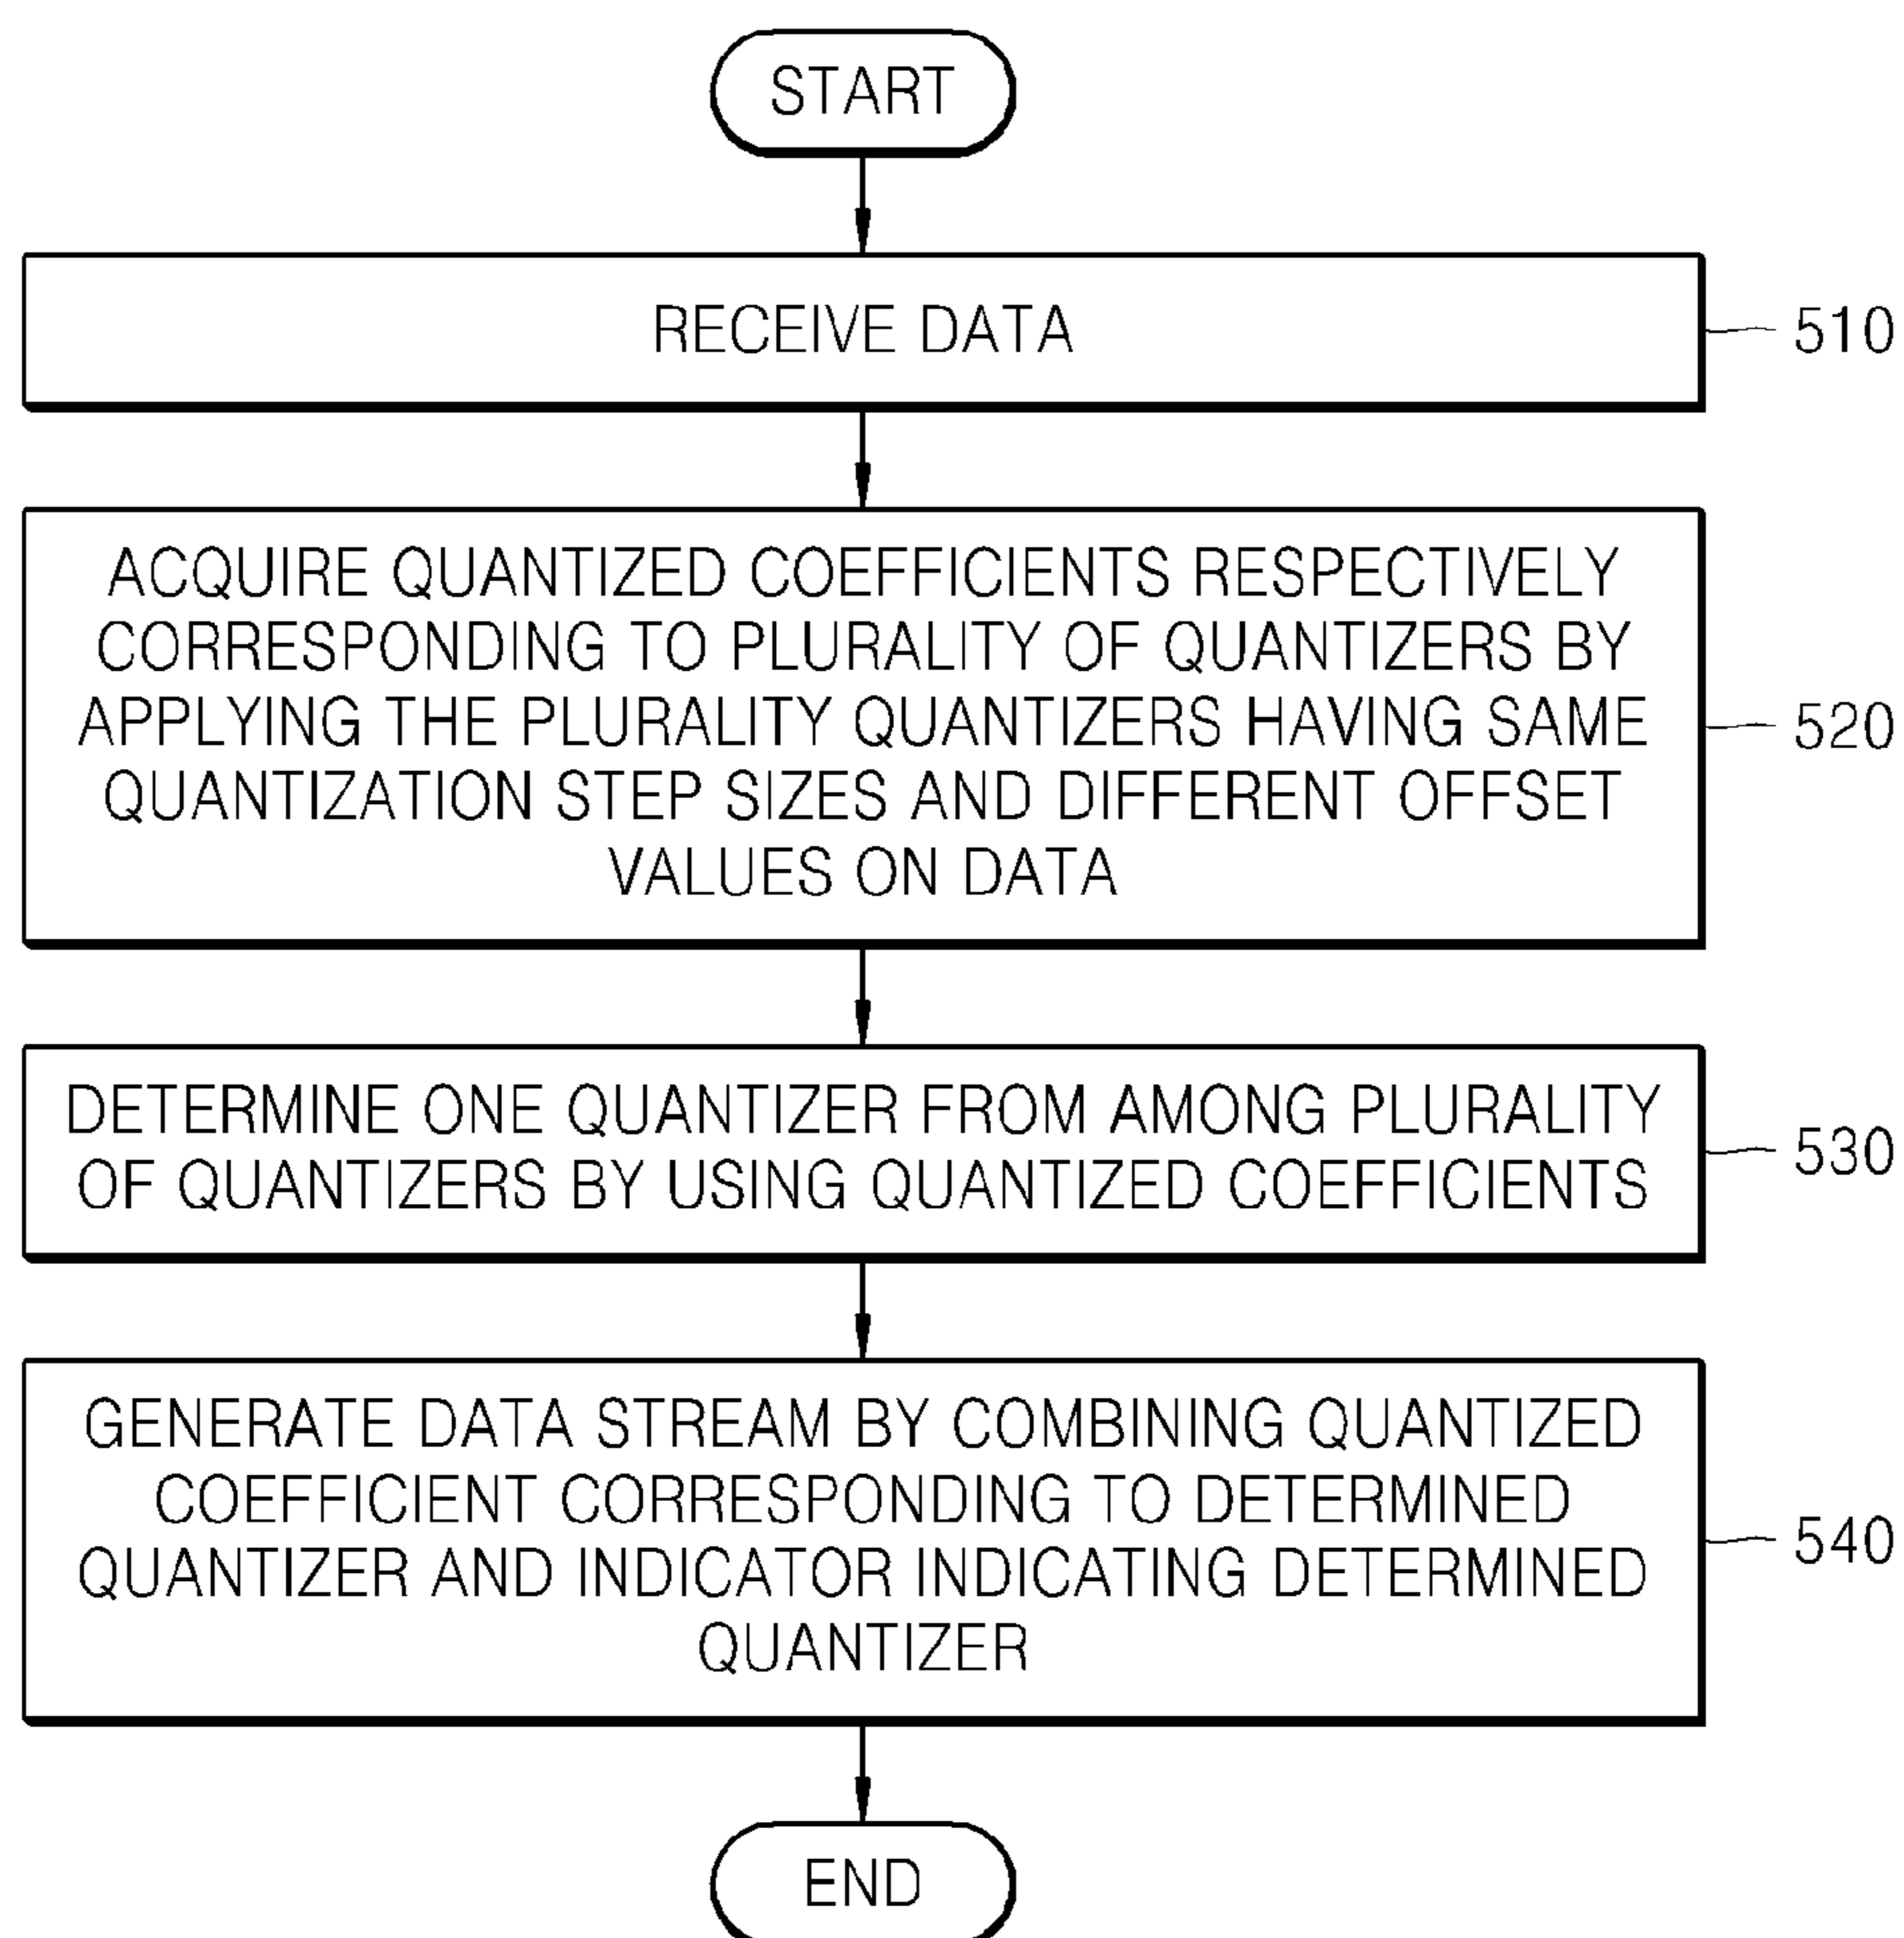 START
RECEIVE DATA
510
ACQUIRE QUANTIZED COEFFICIENTS RESPECTIVELY
CORRESPONDING TO PLURALITY OF QUANTIZERS BY
APPLYING THE PLURALITY QUANTIZERS HAVING SAME
QUANTIZATION STEP SIZES AND DIFFERENT OFFSET
VALUES ON DATA
520
DETERMINE ONE QUANTIZER FROM AMONG PLURALITY
OF QUANTIZERS BY USING QUANTIZED COEFFICIENTS
530
GENERATE DATA STREAM BY COMBINING QUANTIZED
COEFFICIENT CORRESPONDING TO DETERMINED
QUANTIZER AND INDICATOR INDICATING DETERMINED
QUANTIZER
540
END